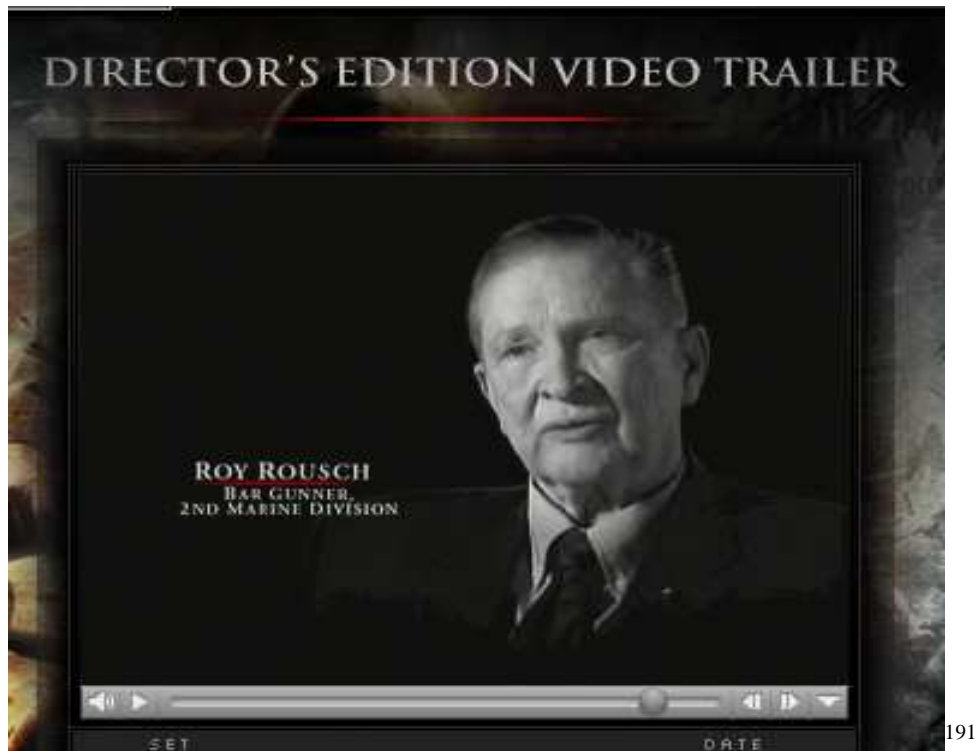 DIRECTOR'S EDITION VIDEO TRAILER
ROY ROUSCH
BAR GUNNER,
2ND MARINE DIVISION
SET DATE
191